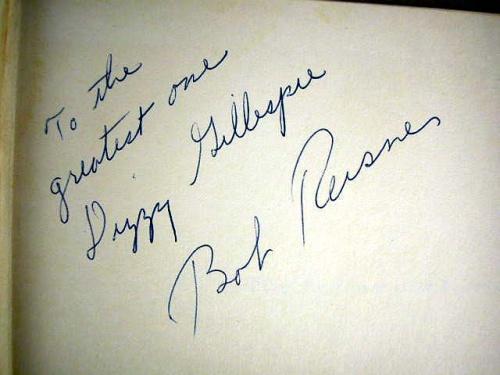 To the
greatest one
Dizzy Gillespie
Bob Reisner